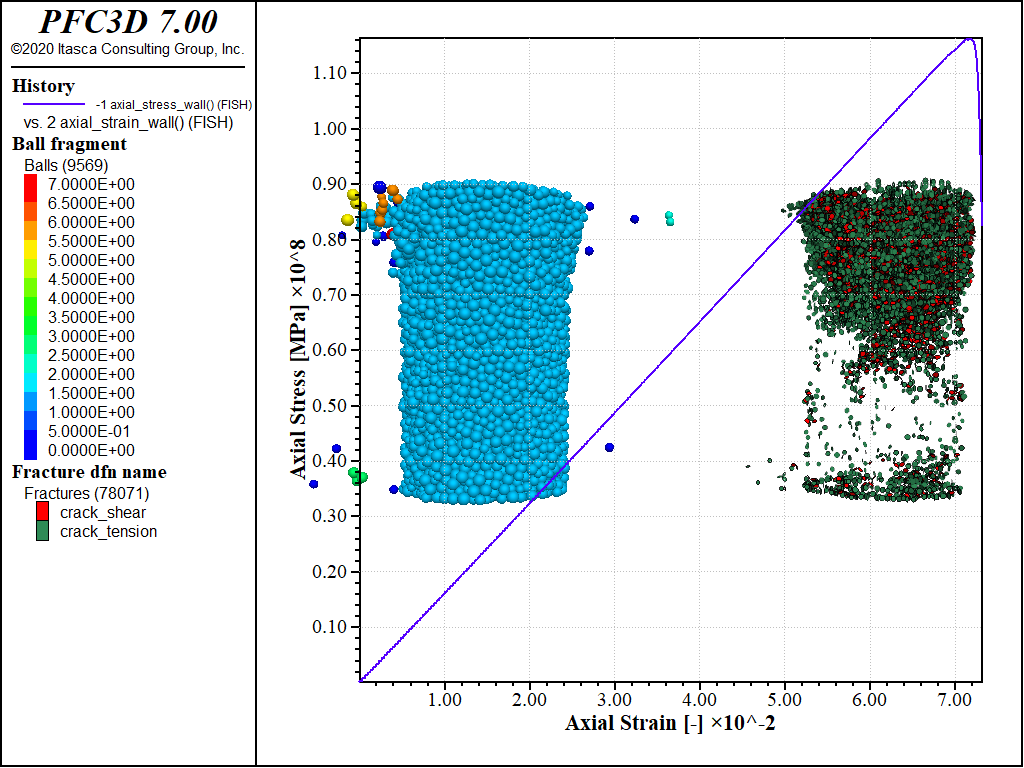 PFC3D 7.00
©2020 Itasca Consulting Group, Inc.
History
-1 axial_stress_wall() (FISH)
vs. 2 axial_strain_wall() (FISH)
Ball fragment
Balls (9569)
7.0000E+00
6.5000E+00
6.0000E+00
5.5000E+00
5.0000E+00
4.5000E+00
4.0000E+00
3.5000E+00
3.0000E+00
2.5000E+00
2.0000E+00
1.5000E+00
1.0000E+00
5.0000E-01
0.0000E+00
Fracture dfn name
Fractures (78071)
crack_shear
crack_tension
Axial Stress [MPa] ×10^8
1.10
1.00
0.90
0.80
0.70
0.60
0.50
0.40
0.30
0.20
0.10
1.00 2.00 3.00 4.00 5.00 6.00 7.00
Axial Strain [-] ×10^-2